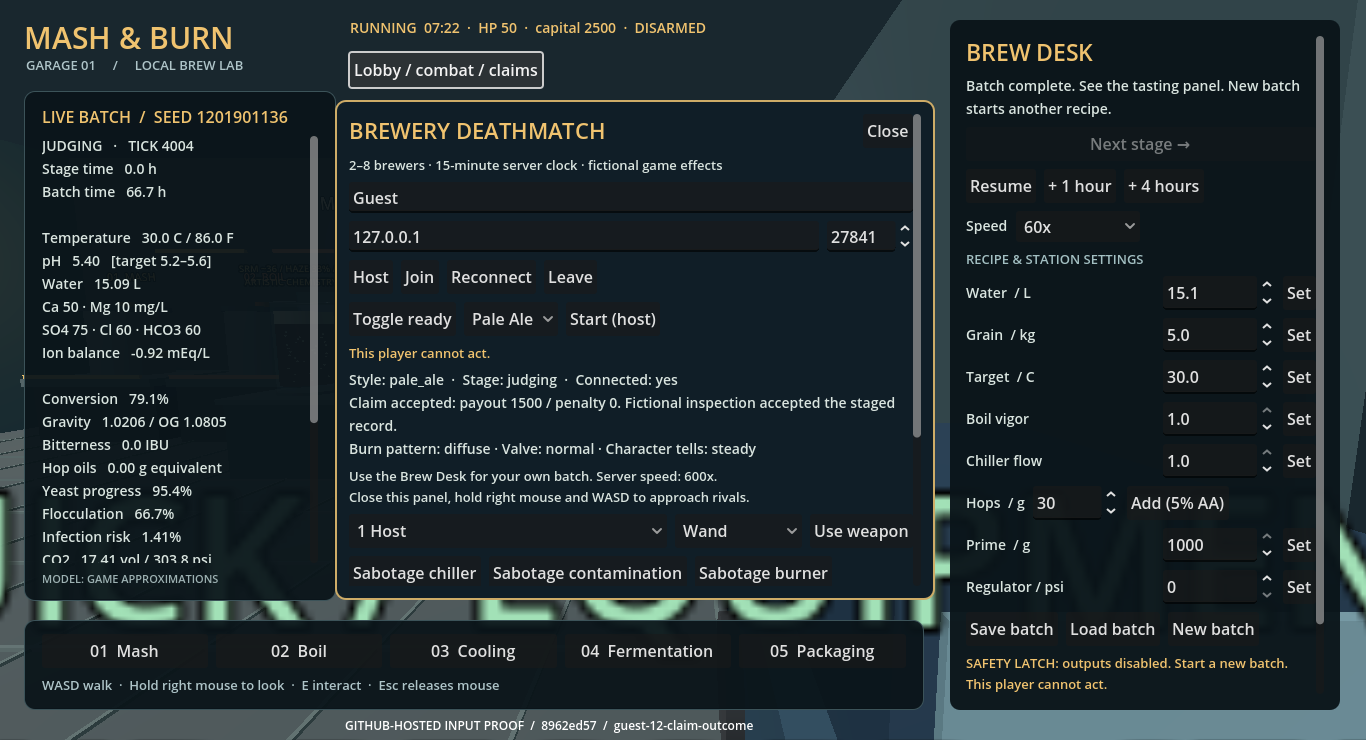 MASH & BURN
GARAGE 01 / LOCAL BREW LAB
RUNNING 07:22 · HP 50 · capital 2500 · DISARMED
Lobby / combat / claims
LIVE BATCH / SEED 1201901136
JUDGING · TICK 4004
Stage time 0.0 h
Batch time 66.7 h
Temperature 30.0 C / 86.0 F
pH 5.40 [target 5.2–5.6]
Water 15.09 L
Ca 50 · Mg 10 mg/L
SO4 75 · Cl 60 · HCO3 60
Ion balance -0.92 mEq/L
Conversion 79.1%
Gravity 1.0206 / OG 1.0805
Bitterness 0.0 IBU
Hop oils 0.00 g equivalent
Yeast progress 95.4%
Flocculation 66.7%
Infection risk 1.41%
CO2 17.41 vol / 303.8 psi
MODEL: GAME APPROXIMATIONS
BREWERY DEATHMATCH
Close
2–8 brewers · 15-minute server clock · fictional game effects
Guest
127.0.0.1 27841
Host Join Reconnect Leave
Toggle ready Pale Ale Start (host)
This player cannot act.
Style: pale_ale · Stage: judging · Connected: yes
Claim accepted: payout 1500 / penalty 0. Fictional inspection accepted the staged
record.
Burn pattern: diffuse · Valve: normal · Character tells: steady
Use the Brew Desk for your own batch. Server speed: 600x.
Close this panel, hold right mouse and WASD to approach rivals.
1 Host Wand Use weapon
Sabotage chiller Sabotage contamination Sabotage burner
BREW DESK
Batch complete. See the tasting panel. New batch
starts another recipe.
Next stage →
Resume + 1 hour + 4 hours
Speed 60x
RECIPE & STATION SETTINGS
Water / L 15.1 Set
Grain / kg 5.0 Set
Target / C 30.0 Set
Boil vigor 1.0 Set
Chiller flow 1.0 Set
Hops / g 30 Add (5% AA)
Prime / g 1000 Set
Regulator / psi 0 Set
Save batch Load batch New batch
SAFETY LATCH: outputs disabled. Start a new batch.
This player cannot act.
01 Mash 02 Boil 03 Cooling 04 Fermentation 05 Packaging
WASD walk · Hold right mouse to look · E interact · Esc releases mouse
GITHUB-HOSTED INPUT PROOF / 8962ed57 / guest-12-claim-outcome